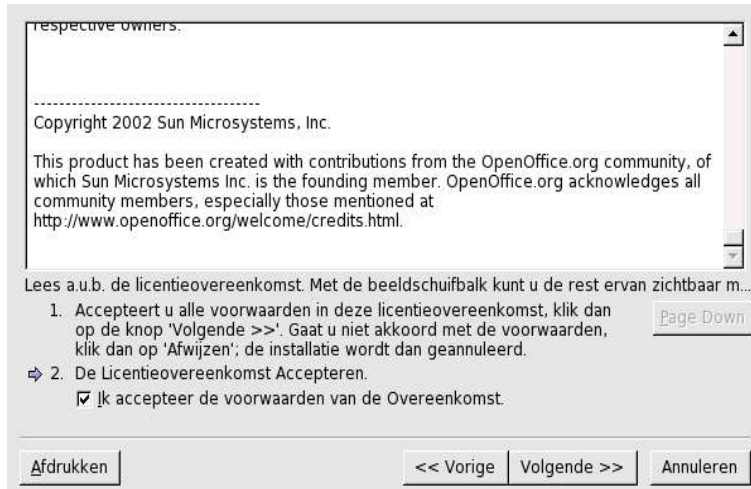 respective owners.
-----------------------------------
Copyright 2002 Sun Microsystems, Inc.
This product has been created with contributions from the OpenOffice.org community, of
which Sun Microsystems Inc. is the founding member. OpenOffice.org acknowledges all
community members, especially those mentioned at
http://www.openoffice.org/welcome/credits.html.
Lees a.u.b. de licentieovereenkomst. Met de beeldschuifbalk kunt u de rest ervan zichtbaar m...
1. Accepteert u alle voorwaarden in deze licentieovereenkomst, klik dan
op de knop 'Volgende >>'. Gaat u niet akkoord met de voorwaarden,
klik dan op 'Afwijzen'; de installatie wordt dan geannuleerd.
Page Down
2. De Licentieovereenkomst Accepteren.
Ik accepteer de voorwaarden van de Overeenkomst.
Afdrukken
<< Vorige
Volgende >>
Annuleren